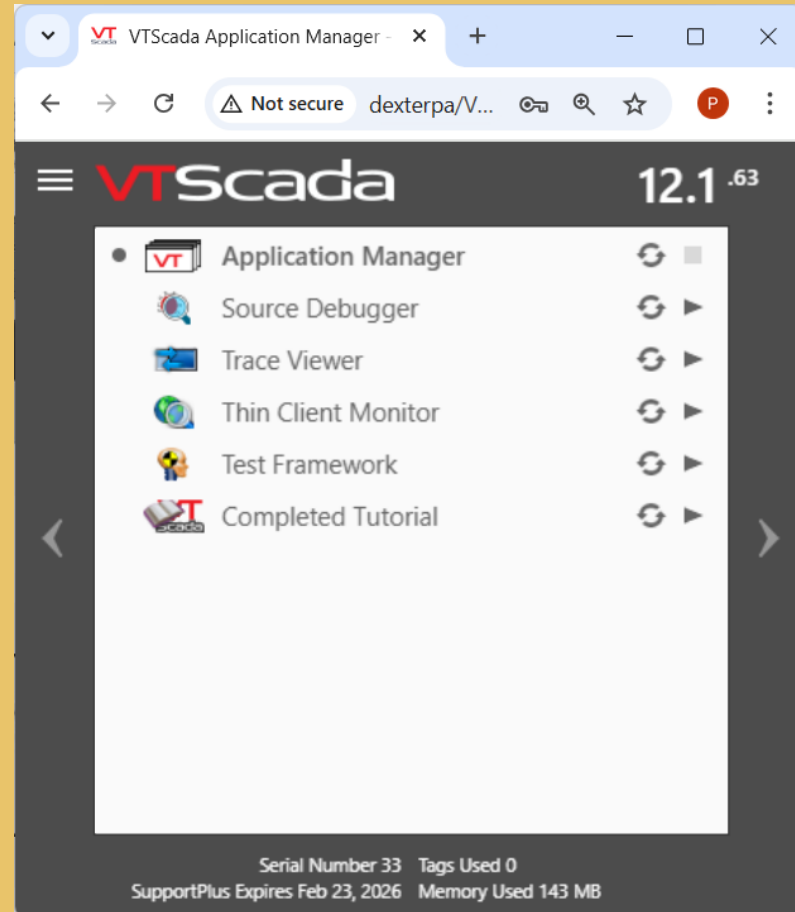 VTScada Application Manager -
Not secure dexterpa/V...
P
VTScada 12.1 .63
Application Manager
Source Debugger
Trace Viewer
Thin Client Monitor
Test Framework
Completed Tutorial
Serial Number 33 Tags Used 0
SupportPlus Expires Feb 23, 2026 Memory Used 143 MB